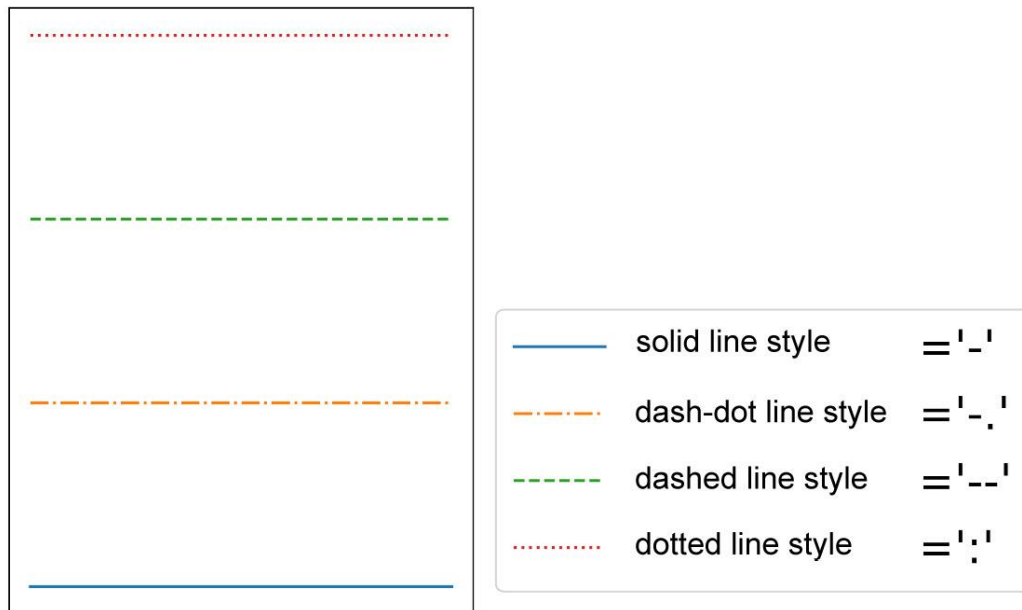 solid line style ='-'
dash-dot line style ='-.'
dashed line style ='--'
dotted line style =':'